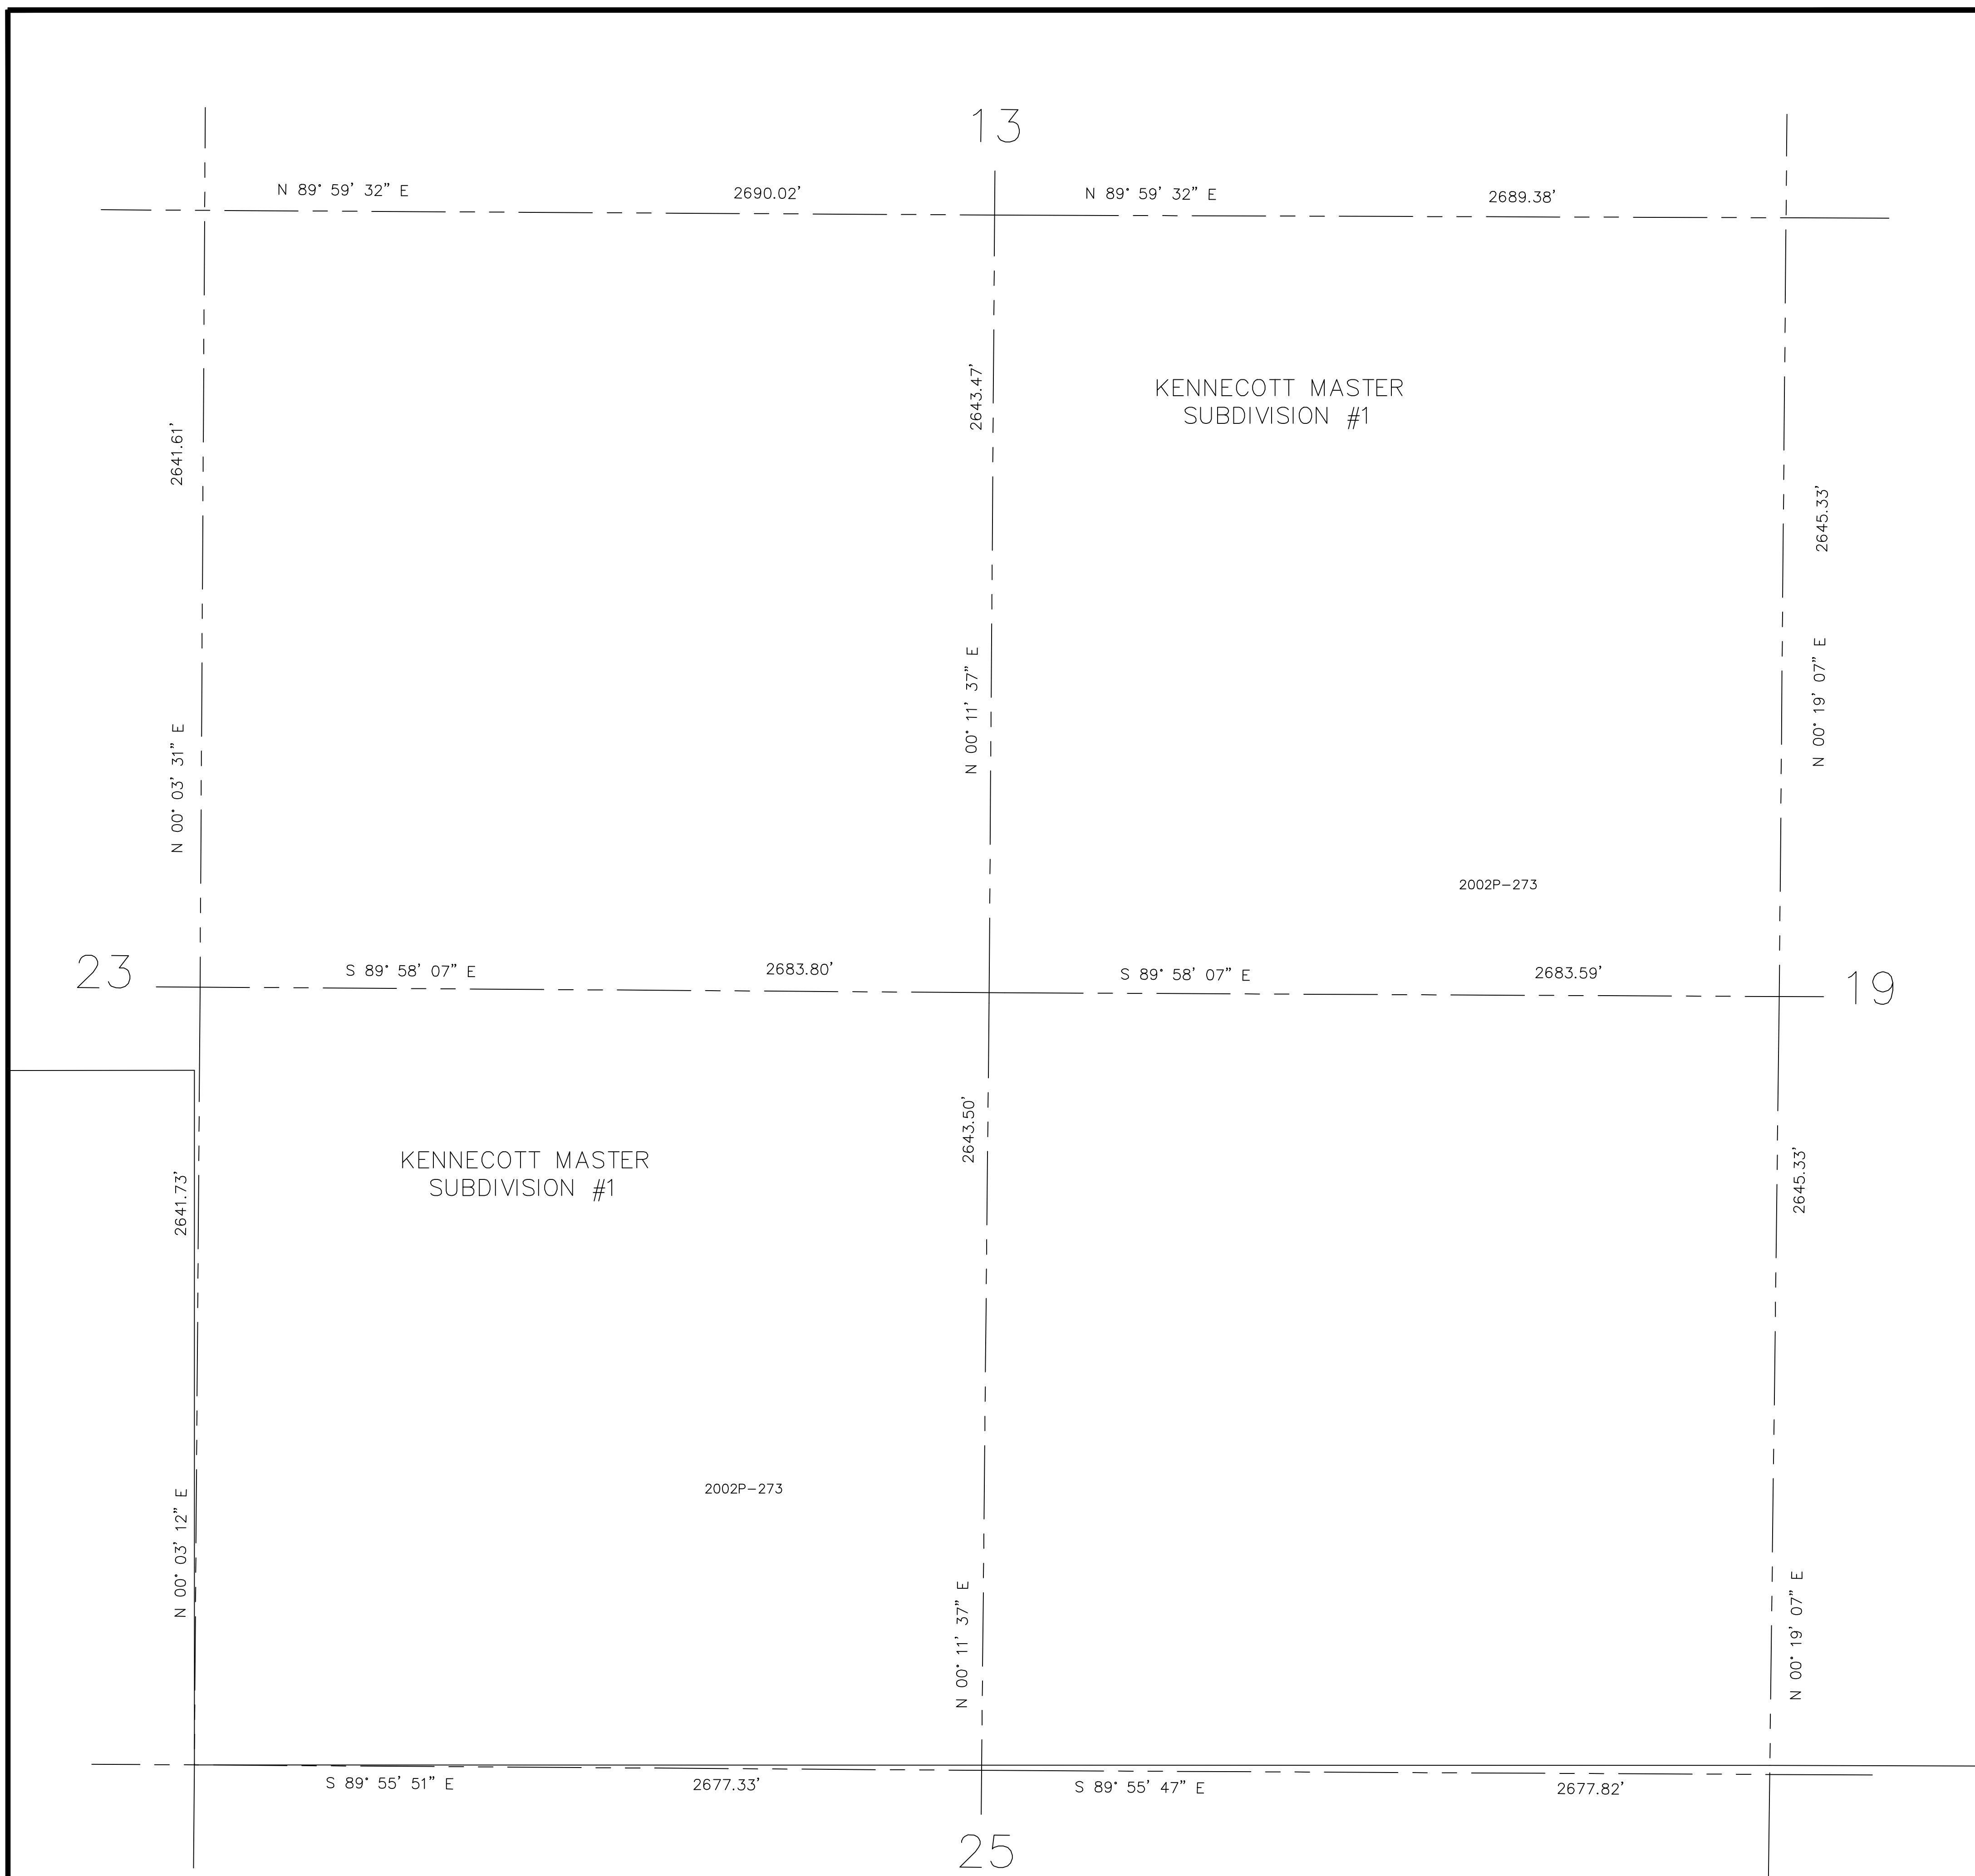 13
N 89° 59' 32" E
2690.02'
N 89° 59' 32" E
2689.38'
2641.61'
2643.47'
KENNECOTT MASTER
SUBDIVISION #1
2645.33'
N 00° 03' 31" E
N 00° 11' 37" E
N 00° 19' 07" E
2002P-273
23
S 89° 58' 07" E
2683.80'
S 89° 58' 07" E
2683.59'
19
2641.73'
KENNECOTT MASTER
SUBDIVISION #1
2643.50'
2645.33'
2002P-273
N 00° 03' 12" E
N 00° 11' 37" E
N 00° 19' 07" E
S 89° 55' 51" E
2677.33'
S 89° 55' 47" E
2677.82'
25